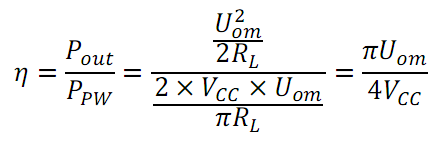 η = P_out / P_PW = (U_om^2 / 2R_L) / (2 × V_CC × U_om / πR_L) = πU_om / 4V_CC